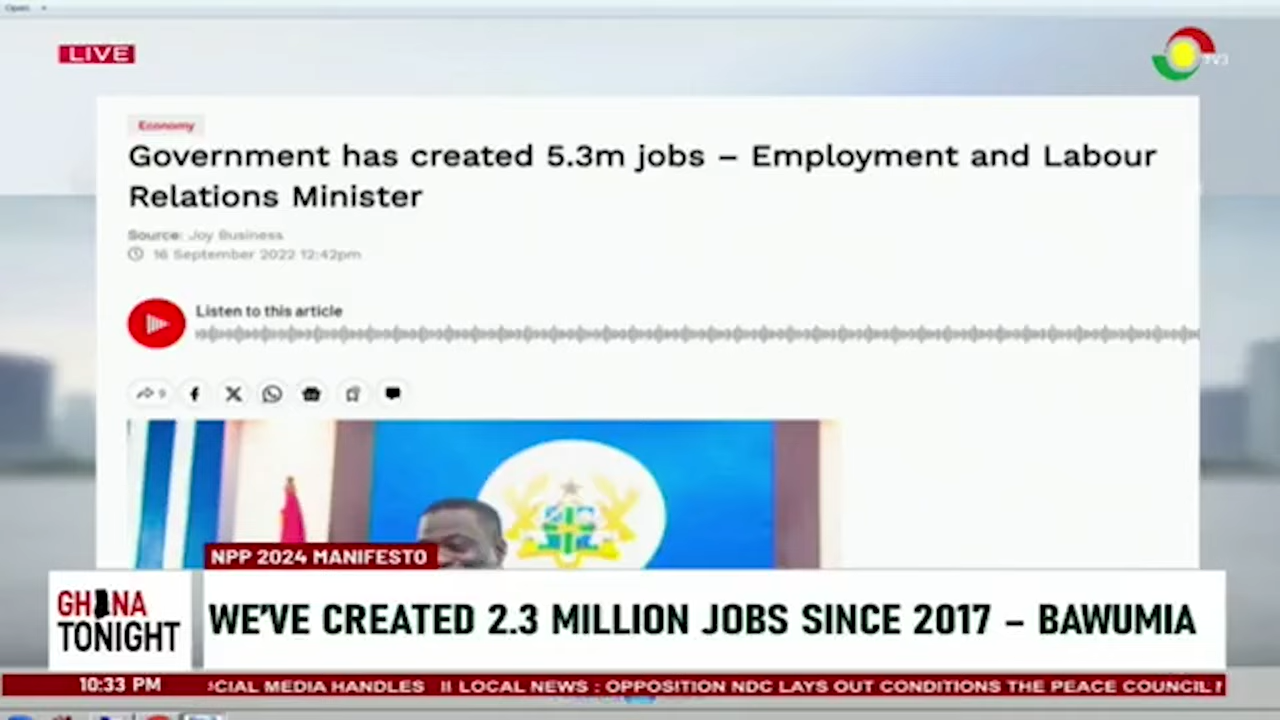 Open
LIVE
TV3
Economy
Government has created 5.3m jobs – Employment and Labour
Relations Minister
Source: Joy Business
16 September 2022 12:42pm
Listen to this article
9
NPP 2024 MANIFESTO
GHANA
TONIGHT
WE'VE CREATED 2.3 MILLION JOBS SINCE 2017 – BAWUMIA
10:33 PM
CIAL MEDIA HANDLES II LOCAL NEWS : OPPOSITION NDC LAYS OUT CONDITIONS THE PEACE COUNCIL